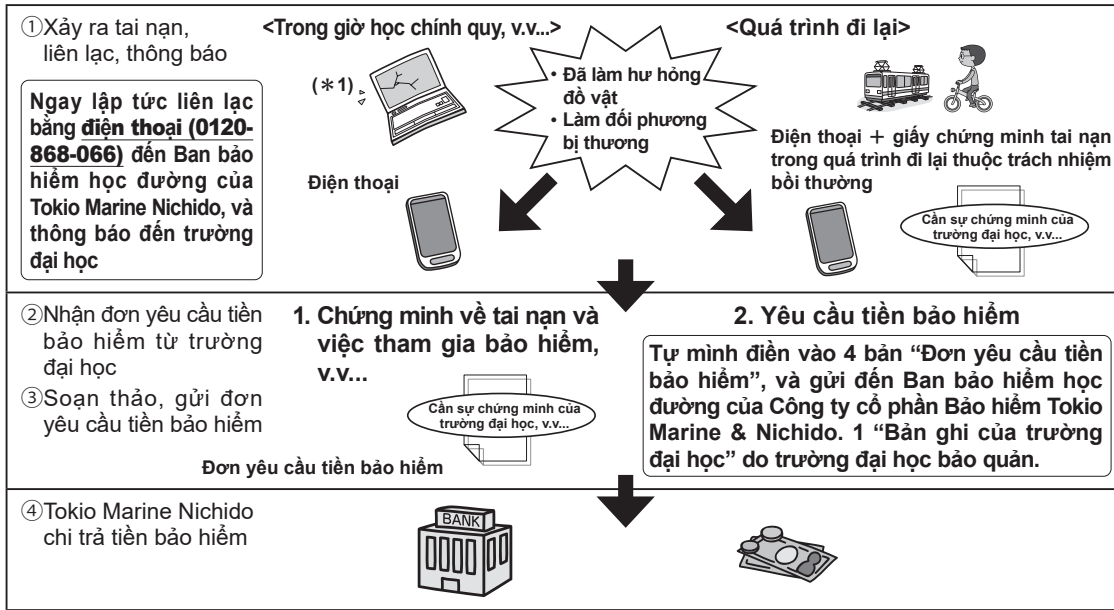 ①Xảy ra tai nạn,
liên lạc, thông báo
Ngay lập tức liên lạc
bằng điện thoại (0120-
868-066) đến Ban bảo
hiểm học đường của
Tokio Marine Nichido, và
thông báo đến trường
đại học
<Trong giờ học chính quy, v.v...>
(＊1)
• Đã làm hư hỏng
đồ vật
• Làm đối phương
bị thương
Điện thoại
<Quá trình đi lại>
Điện thoại + giấy chứng minh tai nạn
trong quá trình đi lại thuộc trách nhiệm
bồi thường
Cần sự chứng minh của
trường đại học, v.v...
②Nhận đơn yêu cầu tiền
bảo hiểm từ trường
đại học
③Soạn thảo, gửi đơn
yêu cầu tiền bảo hiểm
1. Chứng minh về tai nạn và
việc tham gia bảo hiểm,
v.v...
Cần sự chứng minh của
trường đại học, v.v...
Đơn yêu cầu tiền bảo hiểm
2. Yêu cầu tiền bảo hiểm
Tự mình điền vào 4 bản “Đơn yêu cầu tiền
bảo hiểm”, và gửi đến Ban bảo hiểm học
đường của Công ty cổ phần Bảo hiểm Tokio
Marine & Nichido. 1 “Bản ghi của trường
đại học” do trường đại học bảo quản.
④Tokio Marine Nichido
chi trả tiền bảo hiểm
BANK